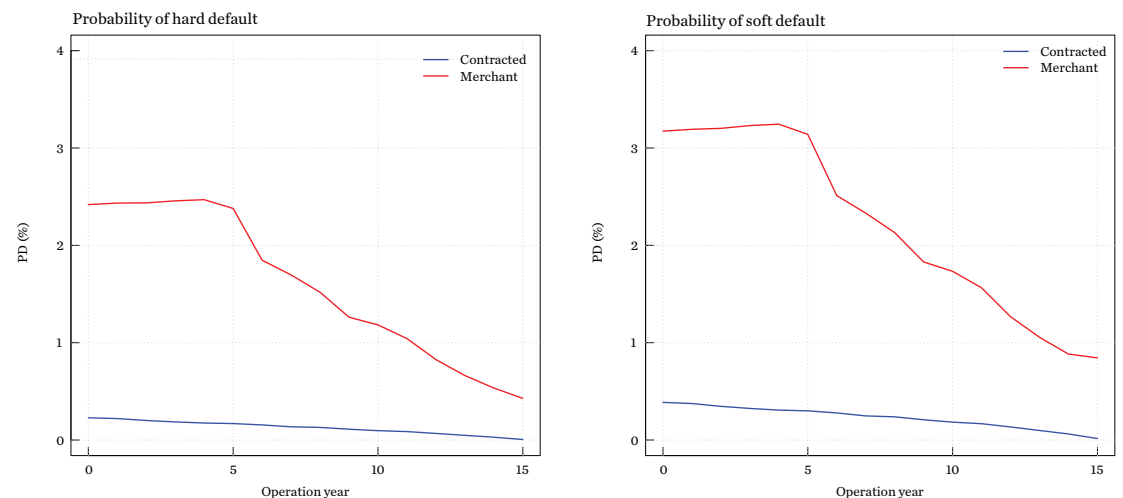 Probability of hard default
4
3
2
1
0
PD (%)
Contracted
Merchant
0 5 10 15
Operation year
Probability of soft default
4
3
2
1
0
PD (%)
Contracted
Merchant
0 5 10 15
Operation year